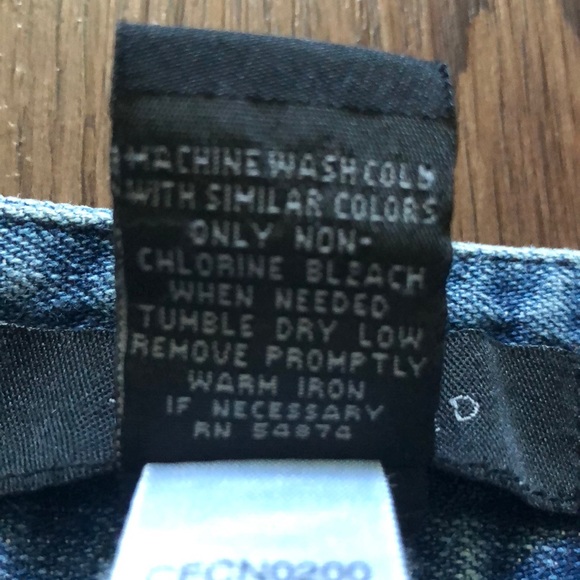 MACHINE WASH COLD
WITH SIMILAR COLORS
ONLY NON-
CHLORINE BLEACH
WHEN NEEDED
TUMBLE DRY LOW
REMOVE PROMPTLY
WARM IRON
IF NECESSARY
RN 54874
D